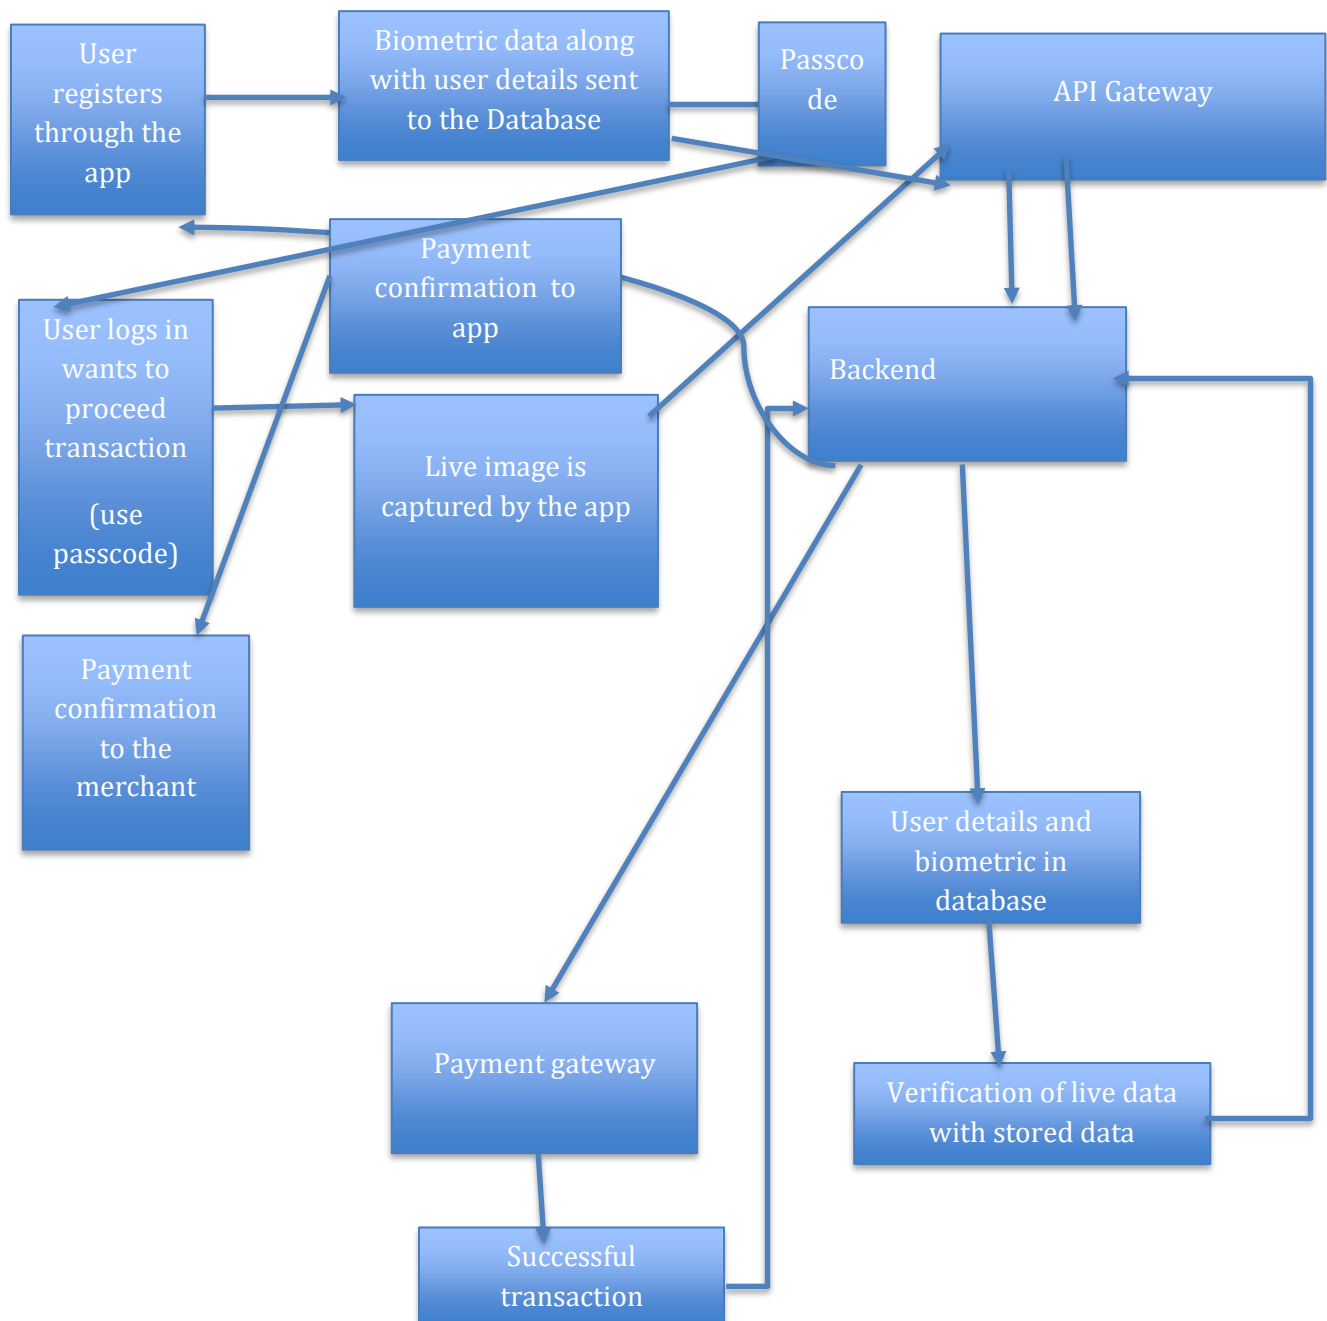 User
registers
through the
app
Biometric data along
with user details sent
to the Database
Passco
de
API Gateway
Payment
confirmation to
app
User logs in
wants to
proceed
transaction
(use
passcode)
Live image is
captured by the app
Backend
Payment
confirmation
to the
merchant
User details and
biometric in
database
Payment gateway
Verification of live data
with stored data
Successful
transaction